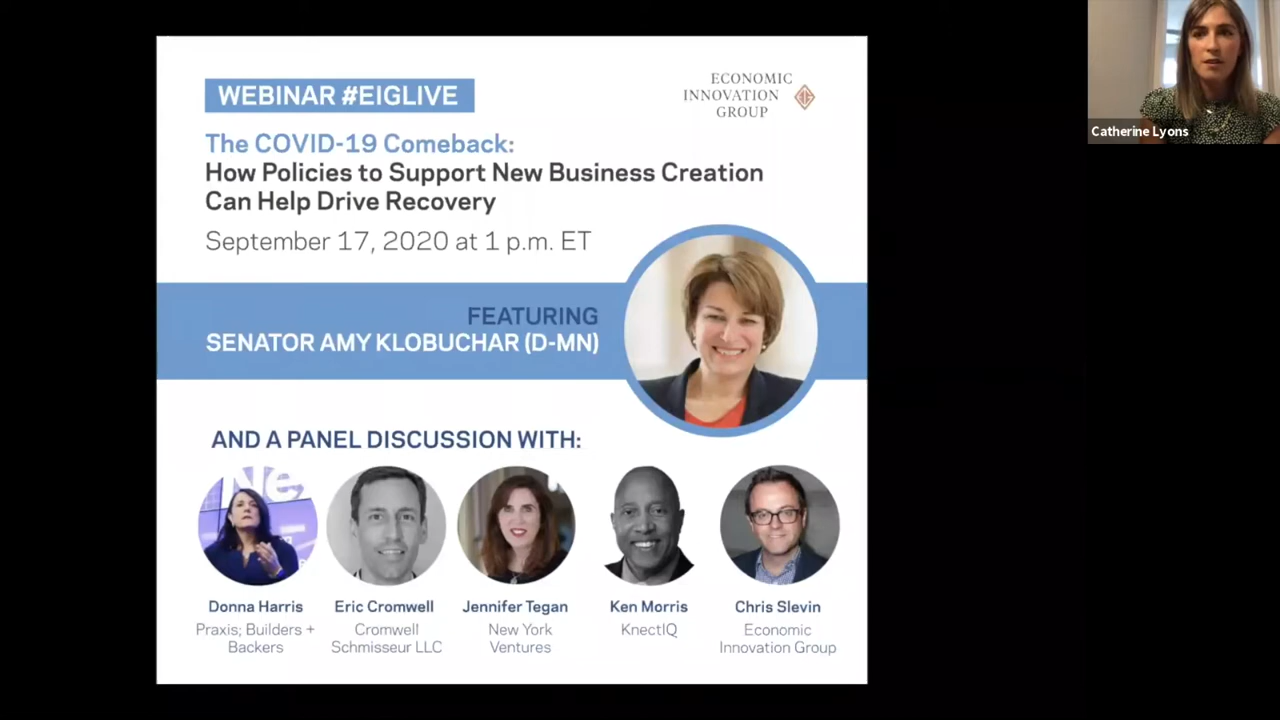 WEBINAR #EIGLIVE
ECONOMIC
INNOVATION
GROUP
The COVID-19 Comeback:
How Policies to Support New Business Creation
Can Help Drive Recovery
September 17, 2020 at 1 p.m. ET
FEATURING
SENATOR AMY KLOBUCHAR (D-MN)
AND A PANEL DISCUSSION WITH:
Ne
Donna Harris
Praxis; Builders +
Backers
Eric Cromwell
Cromwell
Schmisseur LLC
Jennifer Tegan
New York
Ventures
Ken Morris
KnectIQ
Chris Slevin
Economic
Innovation Group
Catherine Lyons